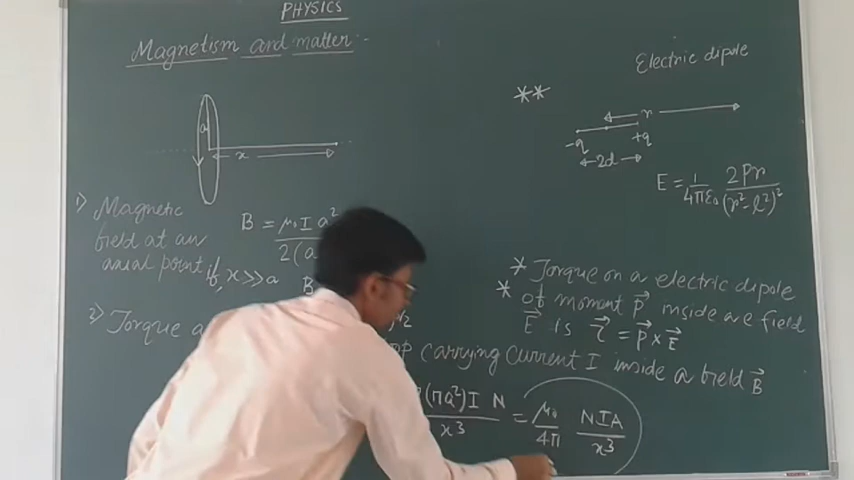 PHYSICS
Magnetism and matter :-
a
x
1) Magnetic
field at an
axial point if x >> a
B = μ₀ I a²
2(a
B
/2
2) Torque
Carrying Current I inside a field B⃗
(πa²)I N / x³ = μ₀/4π NIA/x³
Electric dipole
**
r
-q +q
2d
E = 1/4πε₀ 2Pr/(r²-l²)²
* Torque on a electric dipole
* of moment P⃗ inside a e field
E⃗ is τ⃗ = p⃗ × E⃗